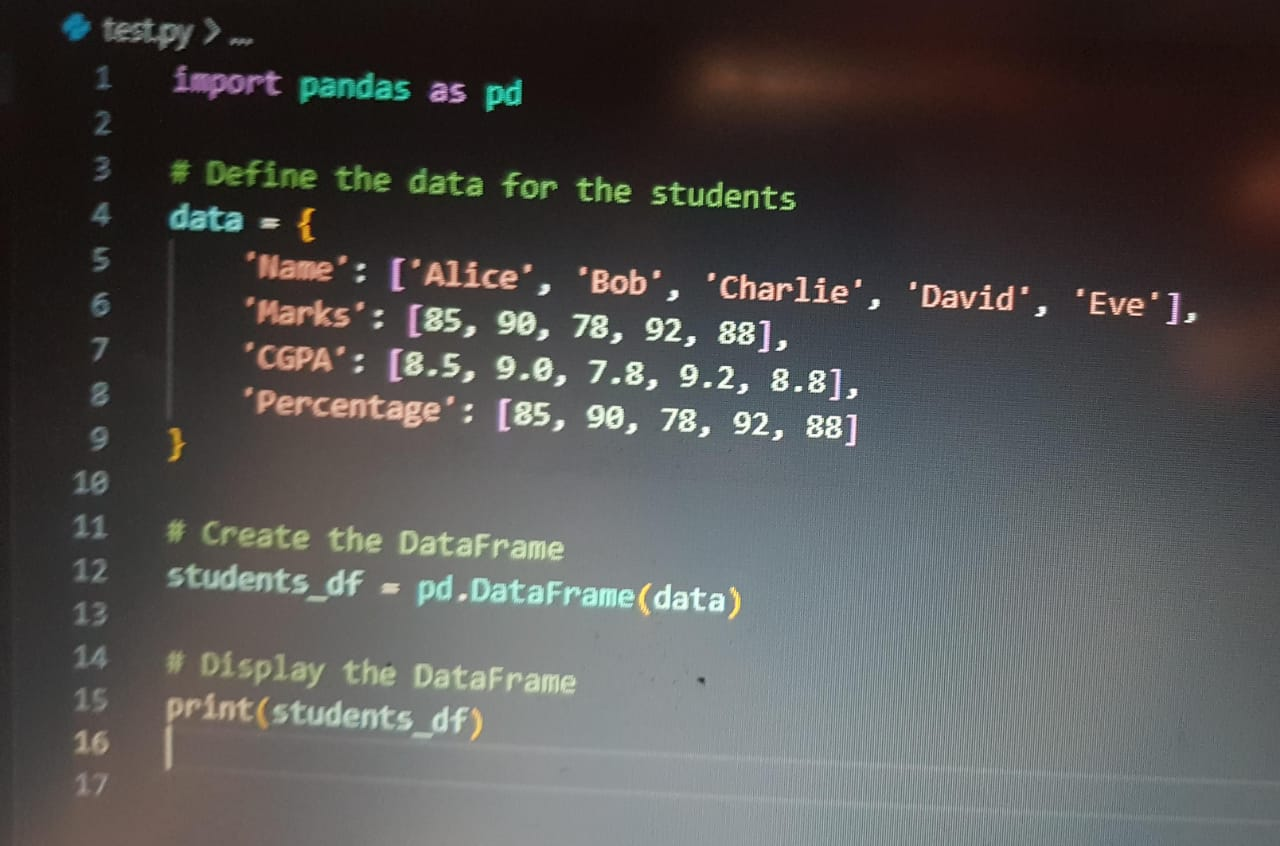 test.py > ...
1 import pandas as pd
2
3 # Define the data for the students
4 data = {
5     'Name': ['Alice', 'Bob', 'Charlie', 'David', 'Eve'],
6     'Marks': [85, 90, 78, 92, 88],
7     'CGPA': [8.5, 9.0, 7.8, 9.2, 8.8],
8     'Percentage': [85, 90, 78, 92, 88]
9 }
10
11 # Create the DataFrame
12 students_df = pd.DataFrame(data)
13
14 # Display the DataFrame
15 print(students_df)
16
17